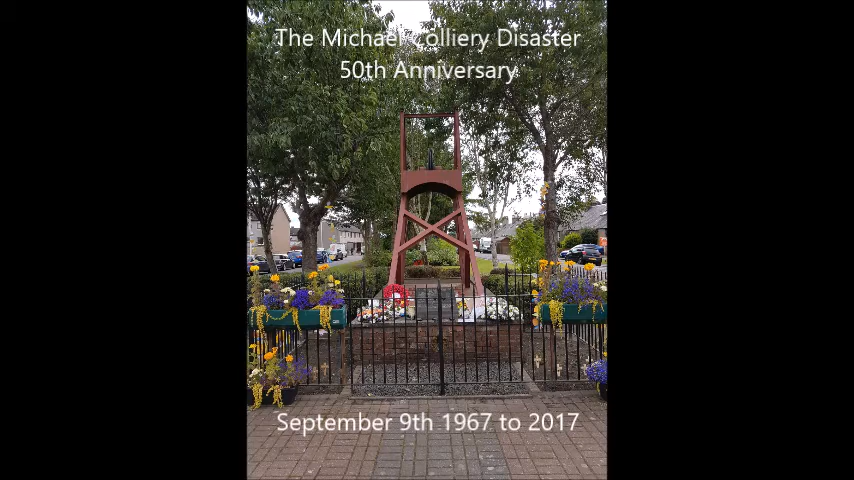 The Michael Colliery Disaster
50th Anniversary
September 9th 1967 to 2017